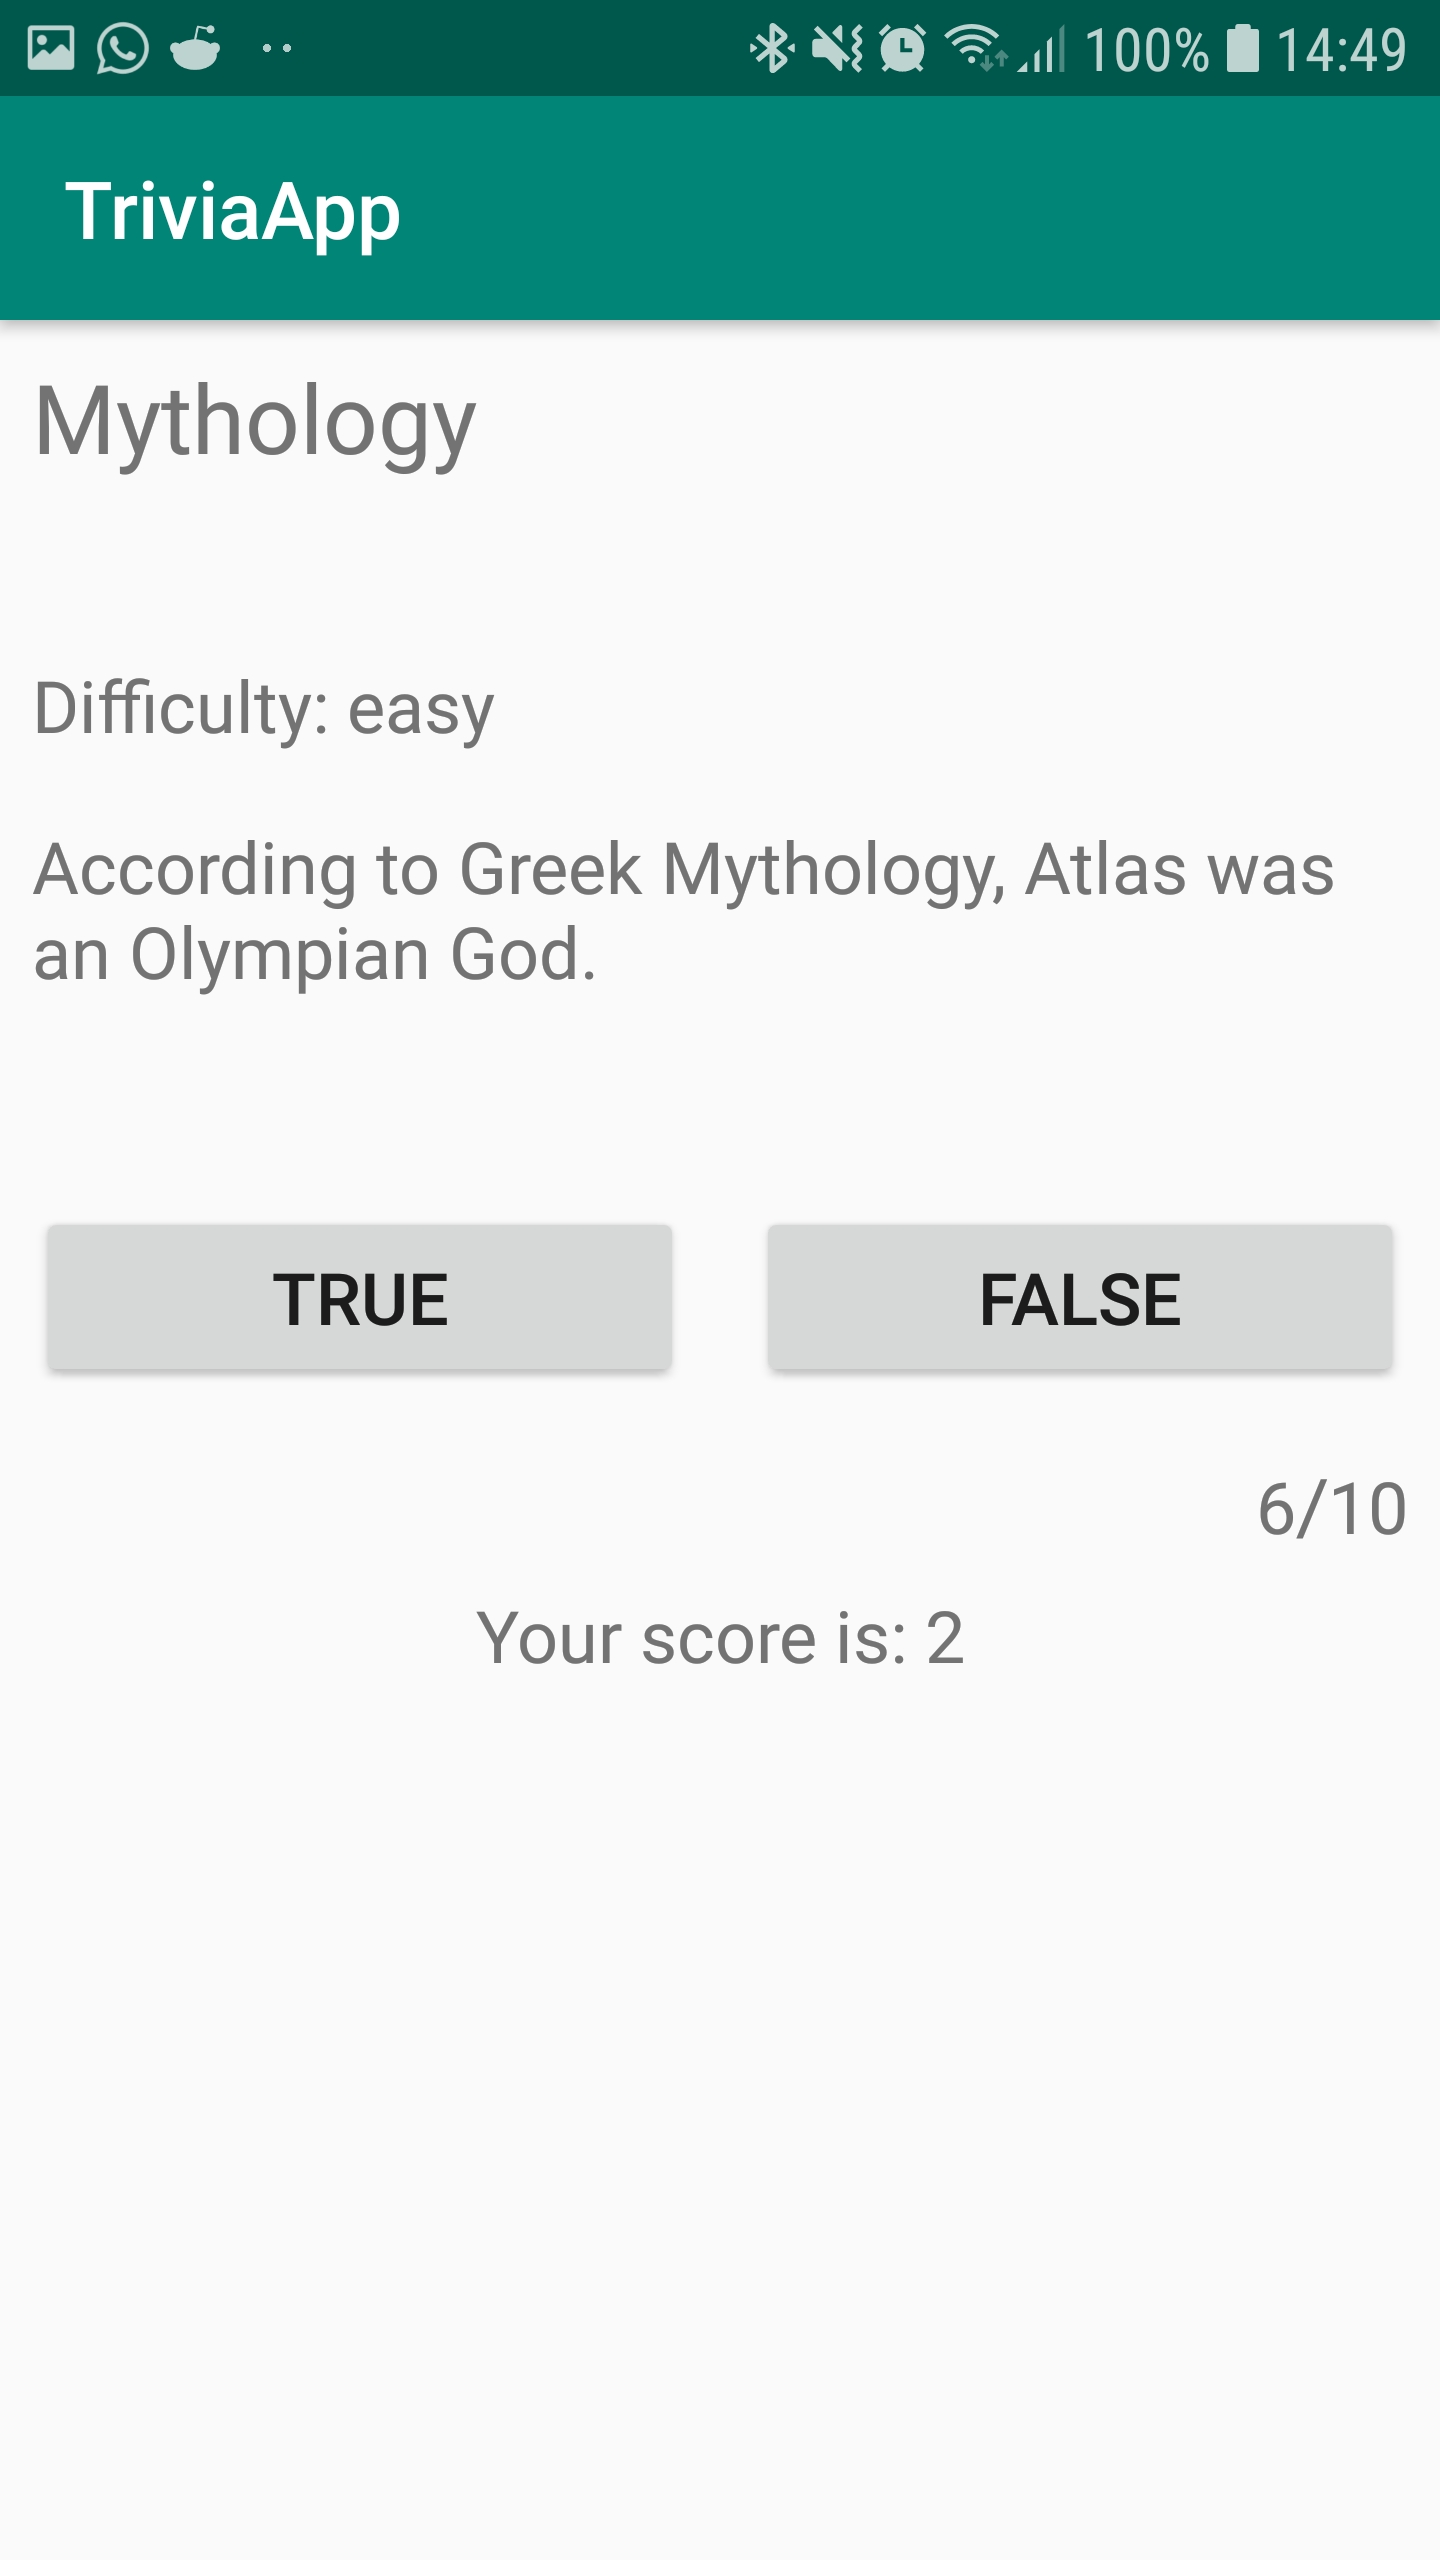 100% 14:49
TriviaApp
Mythology
Difficulty: easy
According to Greek Mythology, Atlas was
an Olympian God.
TRUE FALSE
6/10
Your score is: 2